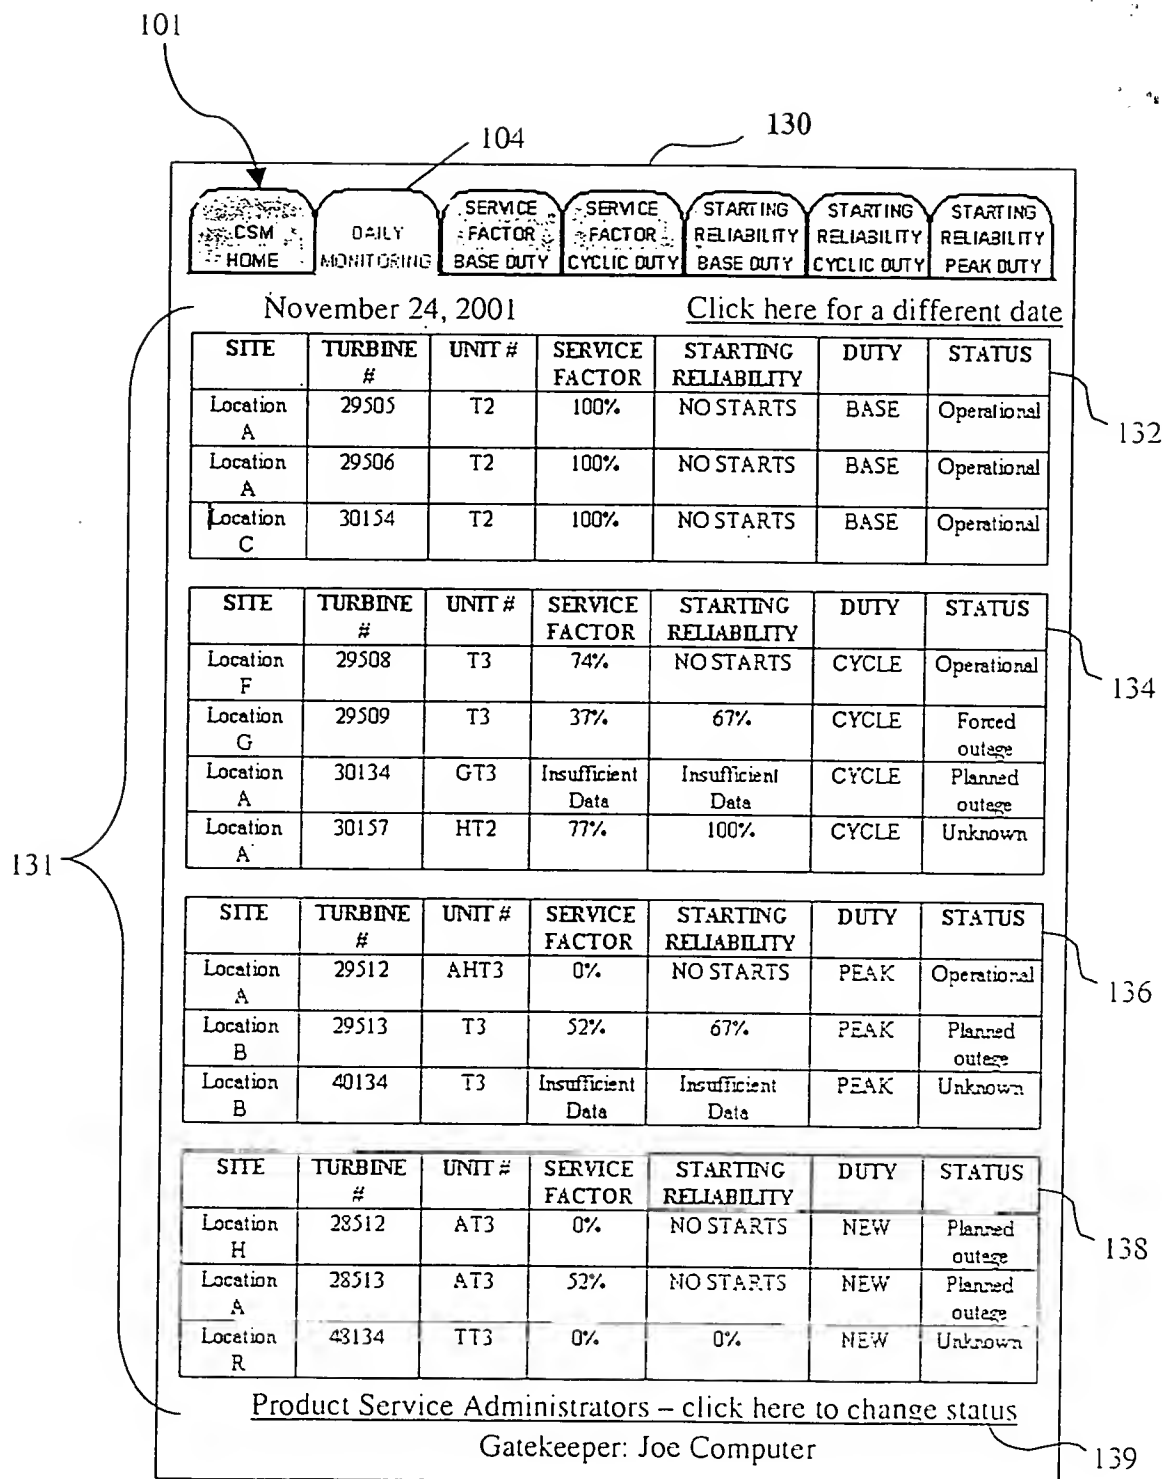 101
104
130
CSM HOME
DAILY MONITORING
SERVICE FACTOR BASE DUTY
SERVICE FACTOR CYCLIC DUTY
STARTING RELIABILITY BASE DUTY
STARTING RELIABILITY CYCLIC DUTY
STARTING RELIABILITY PEAK DUTY
November 24, 2001 Click here for a different date
SITE TURBINE # UNIT # SERVICE FACTOR STARTING RELIABILITY DUTY STATUS
Location A 29505 T2 100% NO STARTS BASE Operational
132
Location A 29506 T2 100% NO STARTS BASE Operational
Location C 30154 T2 100% NO STARTS BASE Operational
SITE TURBINE # UNIT # SERVICE FACTOR STARTING RELIABILITY DUTY STATUS
Location F 29508 T3 74% NO STARTS CYCLE Operational
134
Location G 29509 T3 37% 67% CYCLE Forced outage
Location A 30134 GT3 Insufficient Data Insufficient Data CYCLE Planned outage
Location A 30157 HT2 77% 100% CYCLE Unknown
131
SITE TURBINE # UNIT # SERVICE FACTOR STARTING RELIABILITY DUTY STATUS
Location A 29512 AHT3 0% NO STARTS PEAK Operational
136
Location B 29513 T3 52% 67% PEAK Planned outage
Location B 40134 T3 Insufficient Data Insufficient Data PEAK Unknown
SITE TURBINE # UNIT # SERVICE FACTOR STARTING RELIABILITY DUTY STATUS
Location H 28512 AT3 0% NO STARTS NEW Planned outage
138
Location A 28513 AT3 52% NO STARTS NEW Planned outage
Location R 43134 TT3 0% 0% NEW Unknown
Product Service Administrators – click here to change status
Gatekeeper: Joe Computer
139